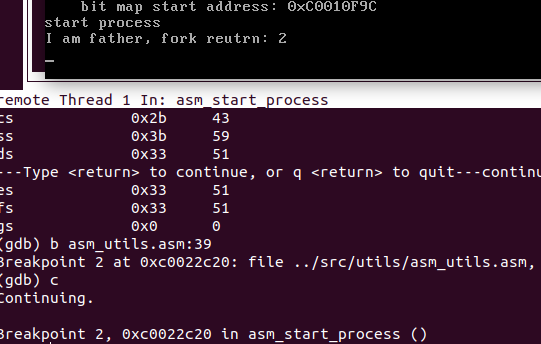 bit map start address: 0xC0010F9C
start process
I am father, fork reutrn: 2
remote Thread 1 In: asm_start_process
cs 0x2b 43
ss 0x3b 59
ds 0x33 51
---Type <return> to continue, or q <return> to quit---continu
es 0x33 51
fs 0x33 51
gs 0x0 0
(gdb) b asm_utils.asm:39
Breakpoint 2 at 0xc0022c20: file ../src/utils/asm_utils.asm,
(gdb) c
Continuing.
Breakpoint 2, 0xc0022c20 in asm_start_process ()